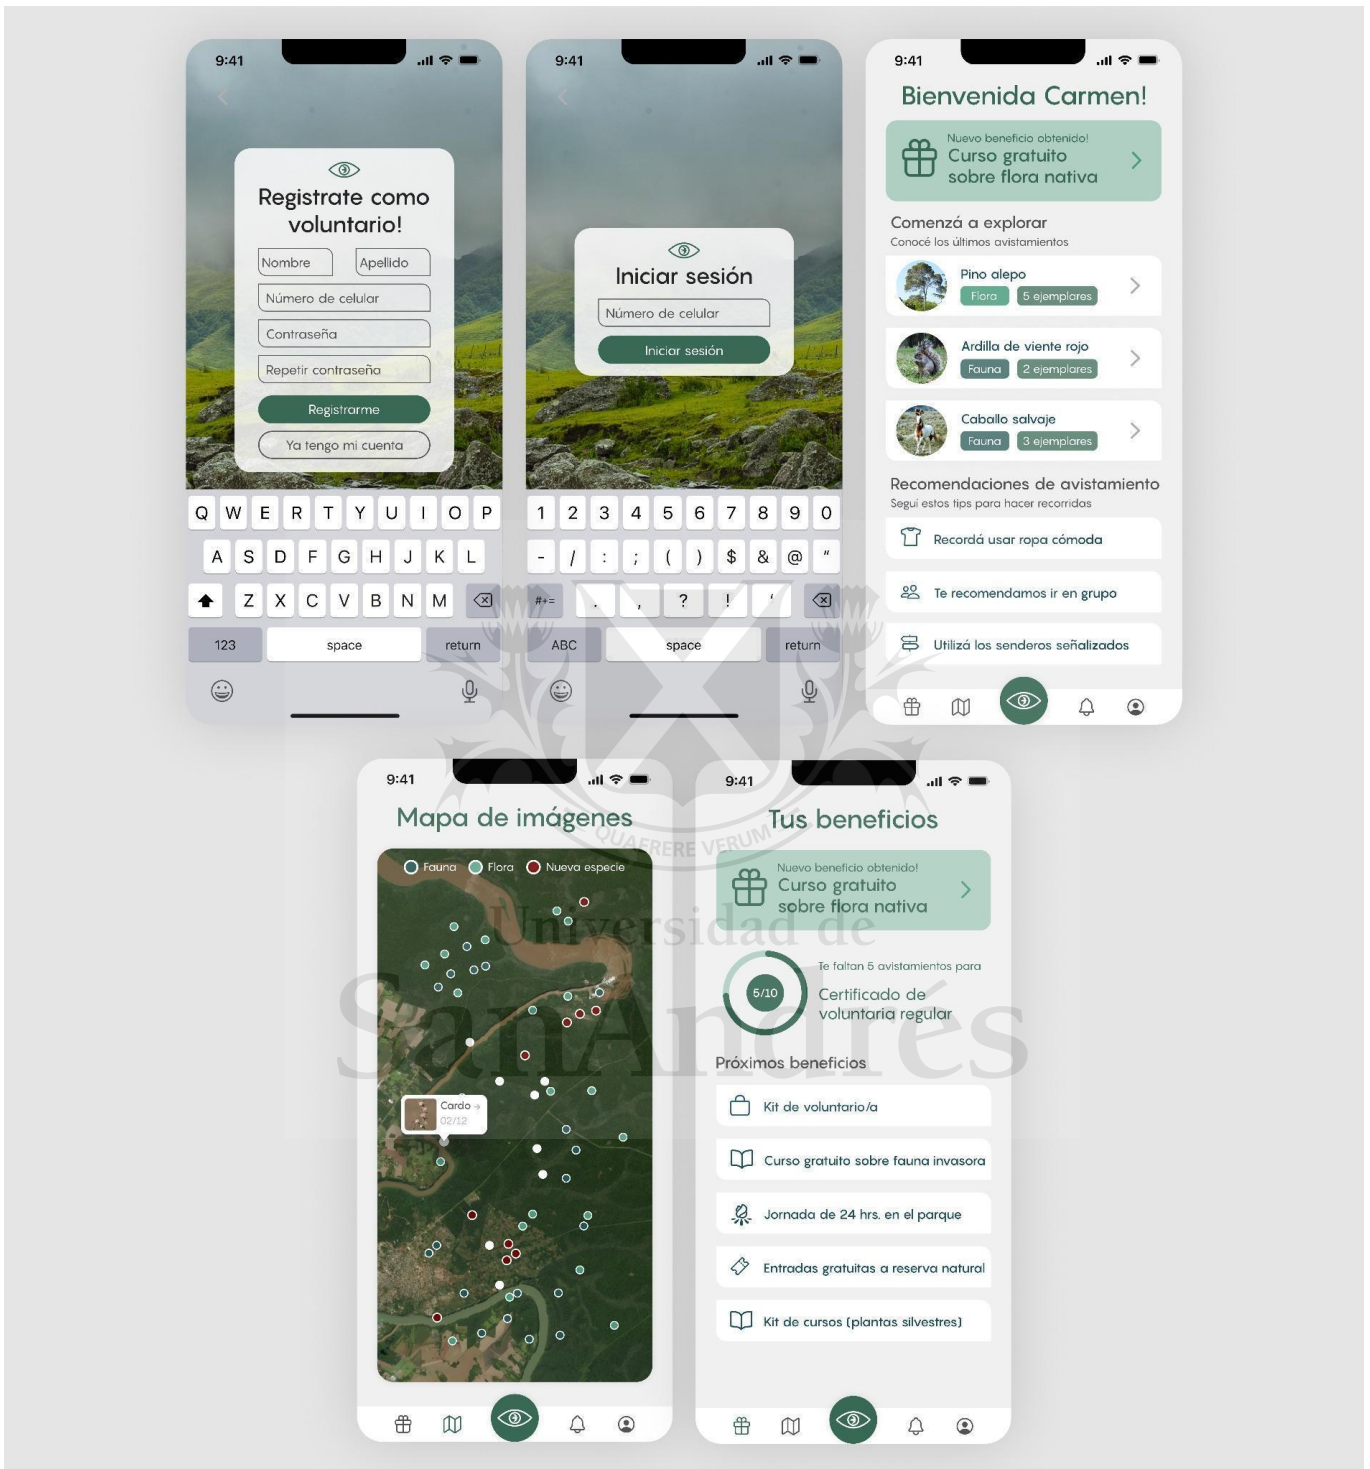 9:41
Registrate como
voluntario!
Nombre
Apellido
Número de celular
Contraseña
Repetir contraseña
Registrarme
Ya tengo mi cuenta
Q W E R T Y U I O P
A S D F G H J K L
Z X C V B N M
123 space return
9:41
Iniciar sesión
Número de celular
Iniciar sesión
1 2 3 4 5 6 7 8 9 0
- / : ; ( ) $ & @ "
#+= . , ? ! '
ABC space return
9:41
Bienvenida Carmen!
Nuevo beneficio obtenido!
Curso gratuito
sobre flora nativa
Comenzá a explorar
Conocé los últimos avistamientos
Pino alepo
Flora 5 ejemplares
Ardilla de viente rojo
Fauna 2 ejemplares
Caballo salvaje
Fauna 3 ejemplares
Recomendaciones de avistamiento
Segui estos tips para hacer recorridas
Recordá usar ropa cómoda
Te recomendamos ir en grupo
Utilizá los senderos señalizados
9:41
Mapa de imágenes
Fauna Flora Nueva especie
Cardo
02/12
9:41
Tus beneficios
Nuevo beneficio obtenido!
Curso gratuito
sobre flora nativa
5/10
Te faltan 5 avistamientos para
Certificado de
voluntaria regular
Próximos beneficios
Kit de voluntario/a
Curso gratuito sobre fauna invasora
Jornada de 24 hrs. en el parque
Entradas gratuitas a reserva natural
Kit de cursos (plantas silvestres)
QUAERERE VERUM
Universidad de
SanAndrés